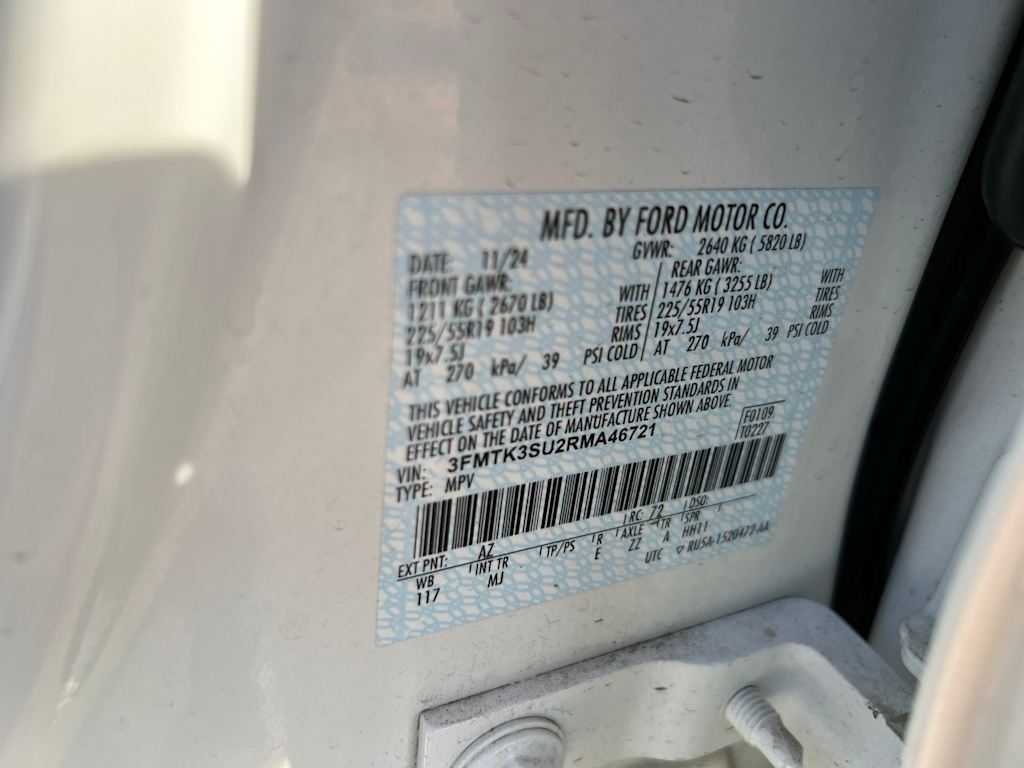 MFD. BY FORD MOTOR CO.
DATE: 11/24 GVWR: 2640 KG ( 5820 LB)
FRONT GAWR: REAR GAWR:
1211 KG ( 2670 LB) WITH 1476 KG ( 3255 LB) WITH
225/55R19 103H TIRES 225/55R19 103H TIRES
19x7.5J RIMS 19x7.5J RIMS
AT 270 kPa/ 39 PSI COLD AT 270 kPa/ 39 PSI COLD
THIS VEHICLE CONFORMS TO ALL APPLICABLE FEDERAL MOTOR
VEHICLE SAFETY AND THEFT PREVENTION STANDARDS IN
EFFECT ON THE DATE OF MANUFACTURE SHOWN ABOVE
F0109
T0227
VIN: 3FMTK3SU2RMA46721
TYPE: MPV
EXT PNT: AZ RC: 72 DSO:
WB INT TR TP/PS R AXLE TR SPR
117 MJ E ZZ A HH11
UTC RU5A-1520472-AA